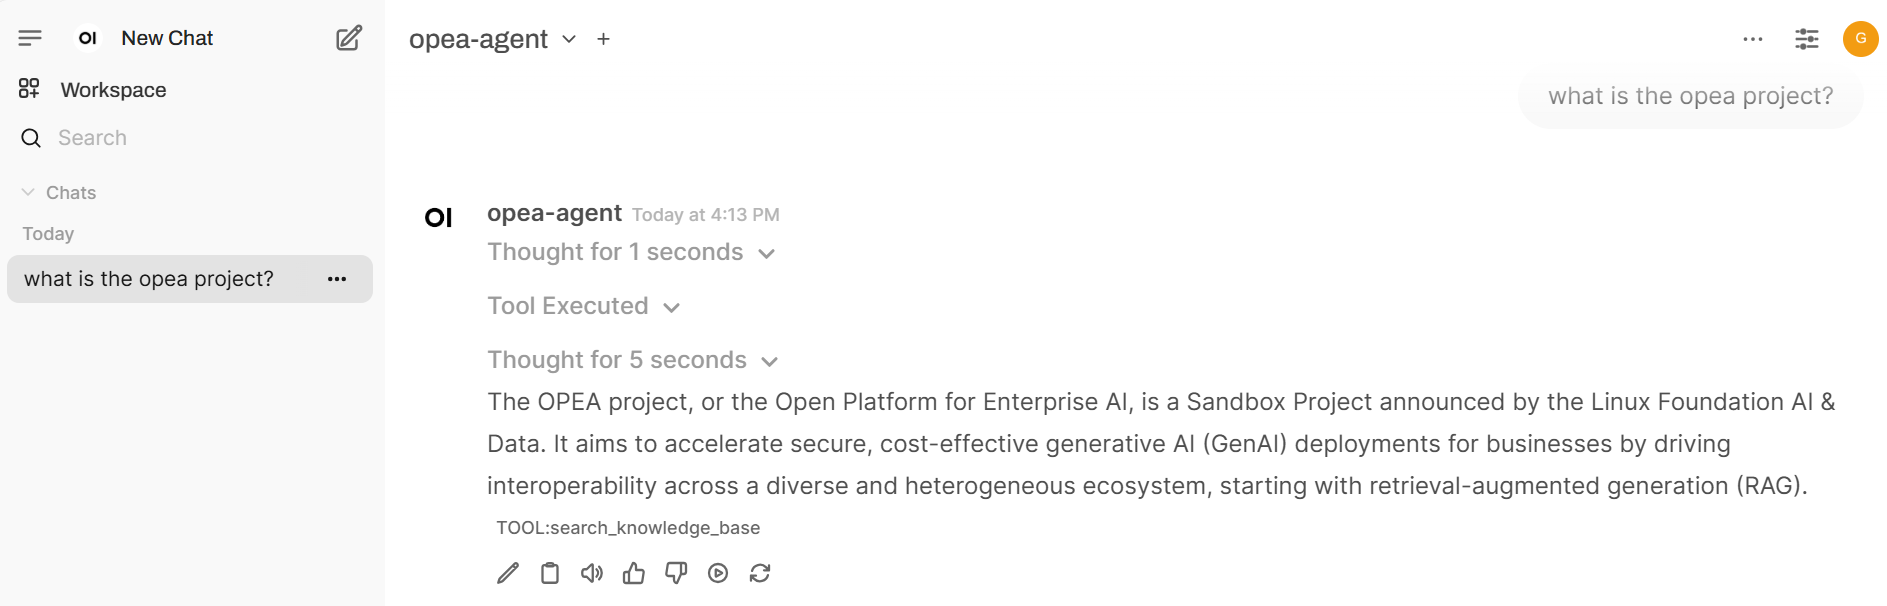 OI New Chat
Workspace
Search
Chats
Today
what is the opea project?
opea-agent
G
what is the opea project?
OI opea-agent Today at 4:13 PM
Thought for 1 seconds
Tool Executed
Thought for 5 seconds
The OPEA project, or the Open Platform for Enterprise AI, is a Sandbox Project announced by the Linux Foundation AI &
Data. It aims to accelerate secure, cost-effective generative AI (GenAI) deployments for businesses by driving
interoperability across a diverse and heterogeneous ecosystem, starting with retrieval-augmented generation (RAG).
TOOL:search_knowledge_base